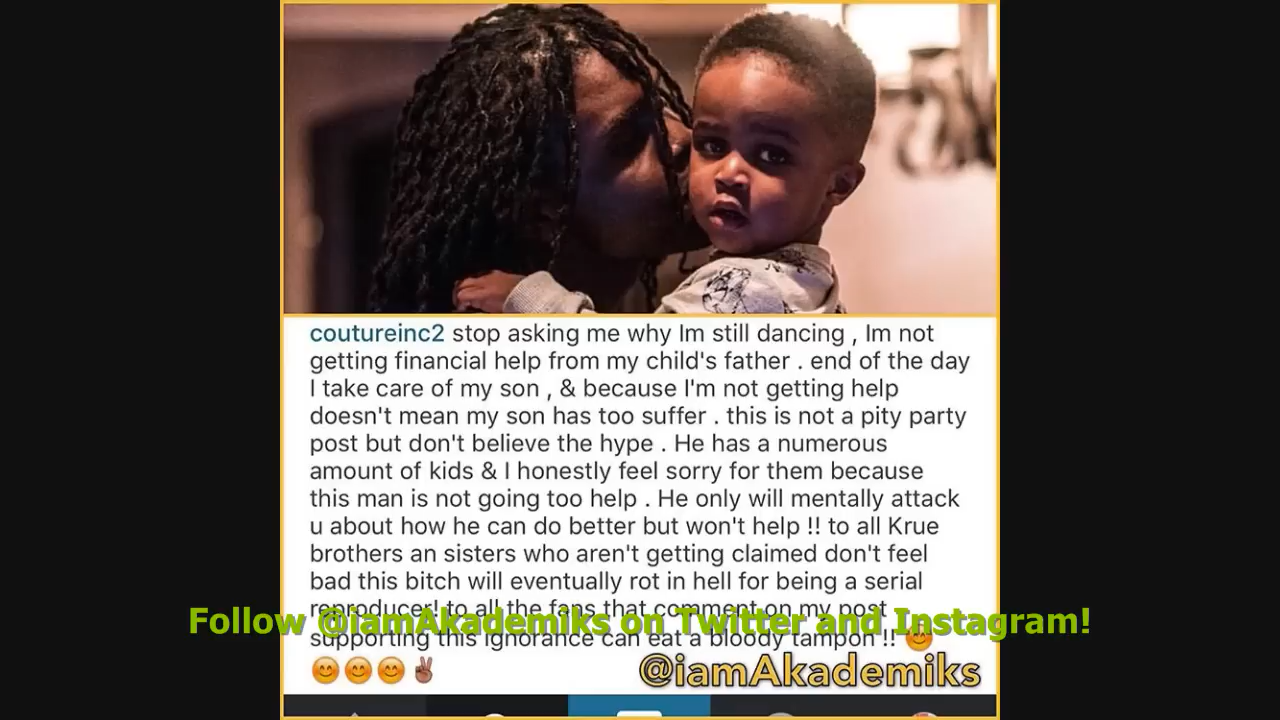 coutureinc2 stop asking me why Im still dancing , Im not
getting financial help from my child's father . end of the day
I take care of my son , & because I'm not getting help
doesn't mean my son has too suffer . this is not a pity party
post but don't believe the hype . He has a numerous
amount of kids & I honestly feel sorry for them because
this man is not going too help . He only will mentally attack
u about how he can do better but won't help !! to all Krue
brothers an sisters who aren't getting claimed don't feel
bad this bitch will eventually rot in hell for being a serial
reproducer! to all the fans that comment on my post
Follow @iamAkademiks on Twitter and Instagram!
supporting this ignorance can eat a bloody tampon !! 😊
😊😊😊✌🏾
@iamAkademiks